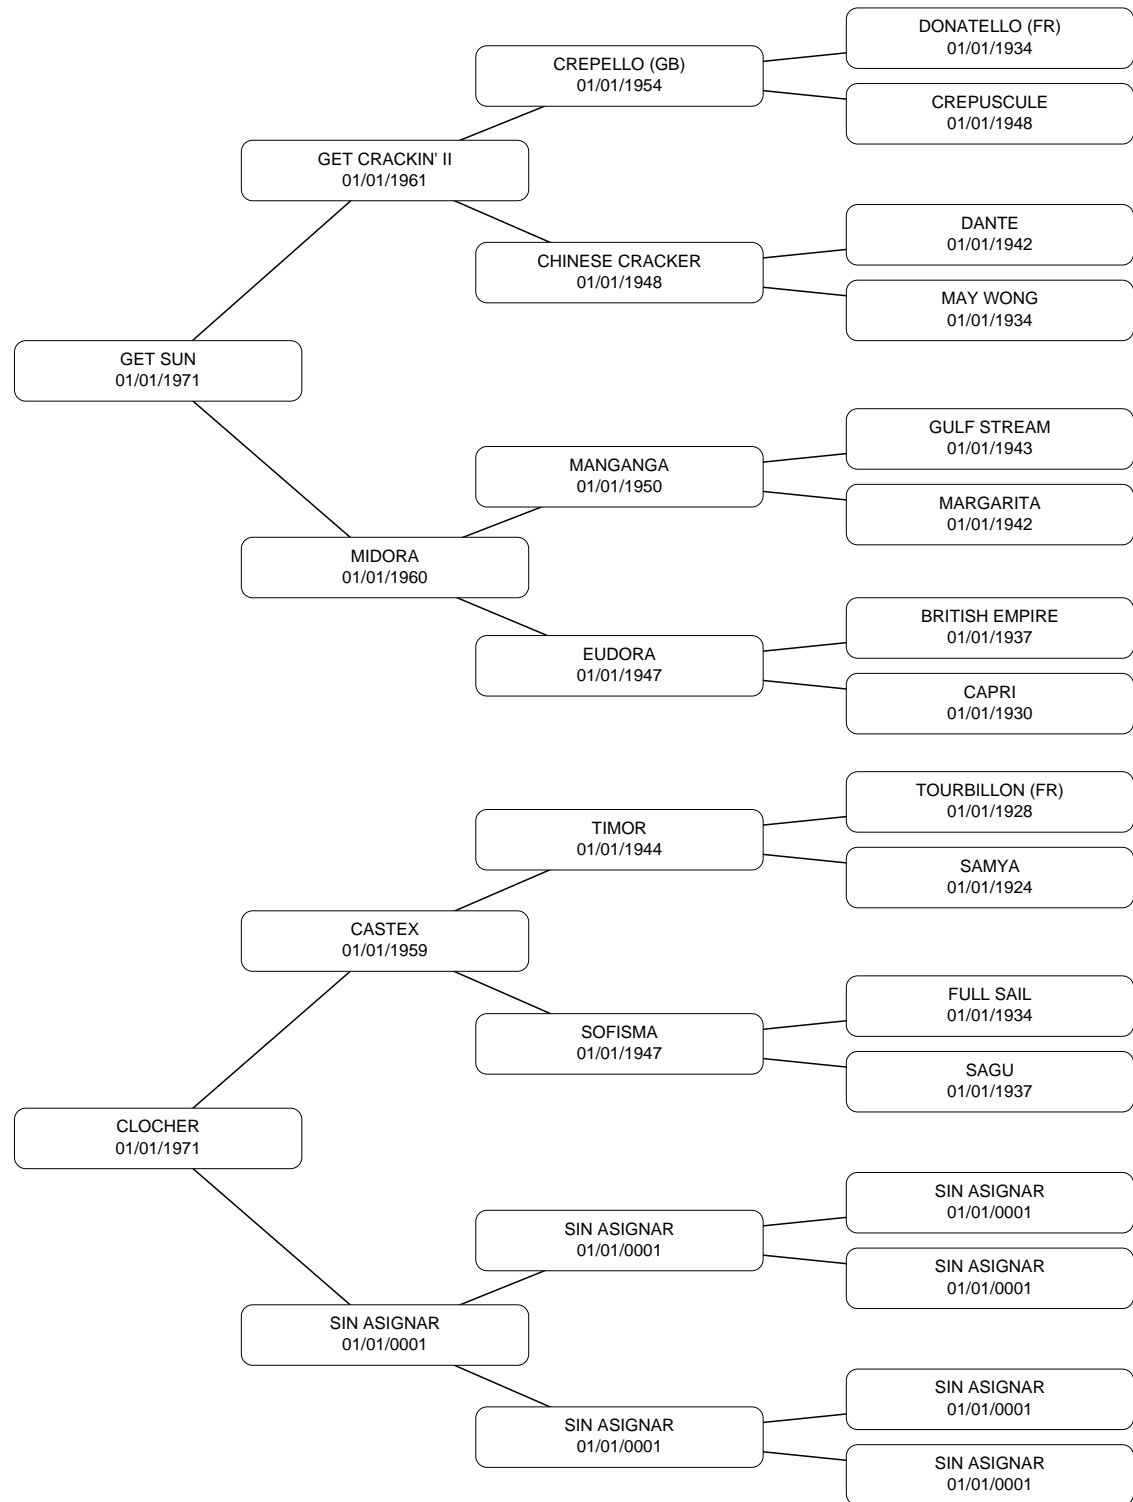 DONATELLO (FR)
01/01/1934
CREPELLO (GB)
01/01/1954
CREPUSCULE
01/01/1948
GET CRACKIN' II
01/01/1961
DANTE
01/01/1942
CHINESE CRACKER
01/01/1948
MAY WONG
01/01/1934
GET SUN
01/01/1971
GULF STREAM
01/01/1943
MANGANGA
01/01/1950
MARGARITA
01/01/1942
MIDORA
01/01/1960
BRITISH EMPIRE
01/01/1937
EUDORA
01/01/1947
CAPRI
01/01/1930
TOURBILLON (FR)
01/01/1928
TIMOR
01/01/1944
SAMYA
01/01/1924
CASTEX
01/01/1959
FULL SAIL
01/01/1934
SOFISMA
01/01/1947
SAGU
01/01/1937
CLOCHER
01/01/1971
SIN ASIGNAR
01/01/0001
SIN ASIGNAR
01/01/0001
SIN ASIGNAR
01/01/0001
SIN ASIGNAR
01/01/0001
SIN ASIGNAR
01/01/0001
SIN ASIGNAR
01/01/0001
SIN ASIGNAR
01/01/0001